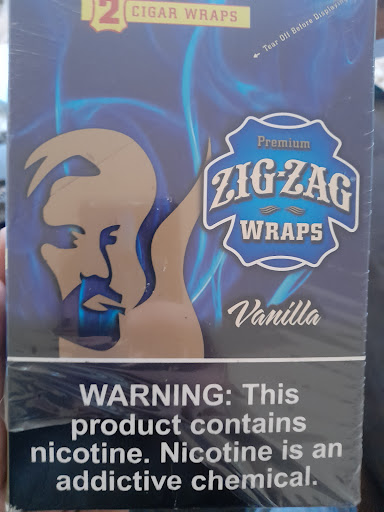 2 CIGAR WRAPS
Tear Off Before Displaying
Premium
ZIG-ZAG
WRAPS
Vanilla
WARNING: This
product contains
nicotine. Nicotine is an
addictive chemical.